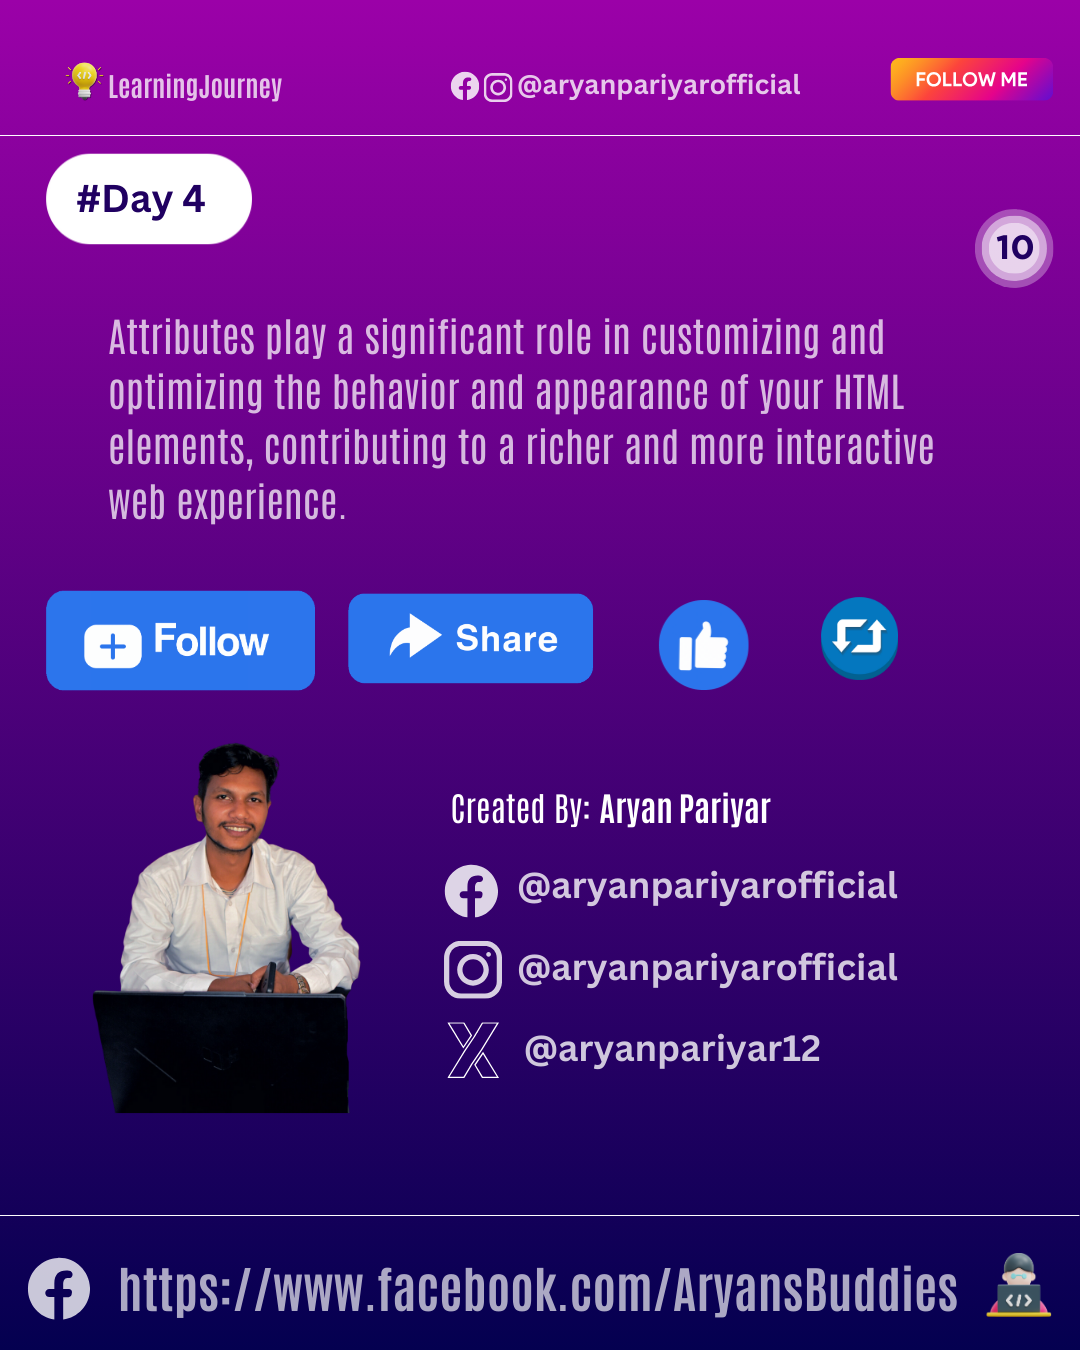 LearningJourney
@aryanpariyarofficial
FOLLOW ME
#Day 4
10
Attributes play a significant role in customizing and
optimizing the behavior and appearance of your HTML
elements, contributing to a richer and more interactive
web experience.
Follow
Share
Created By: Aryan Pariyar
@aryanpariyarofficial
@aryanpariyarofficial
@aryanpariyar12
https://www.facebook.com/AryansBuddies